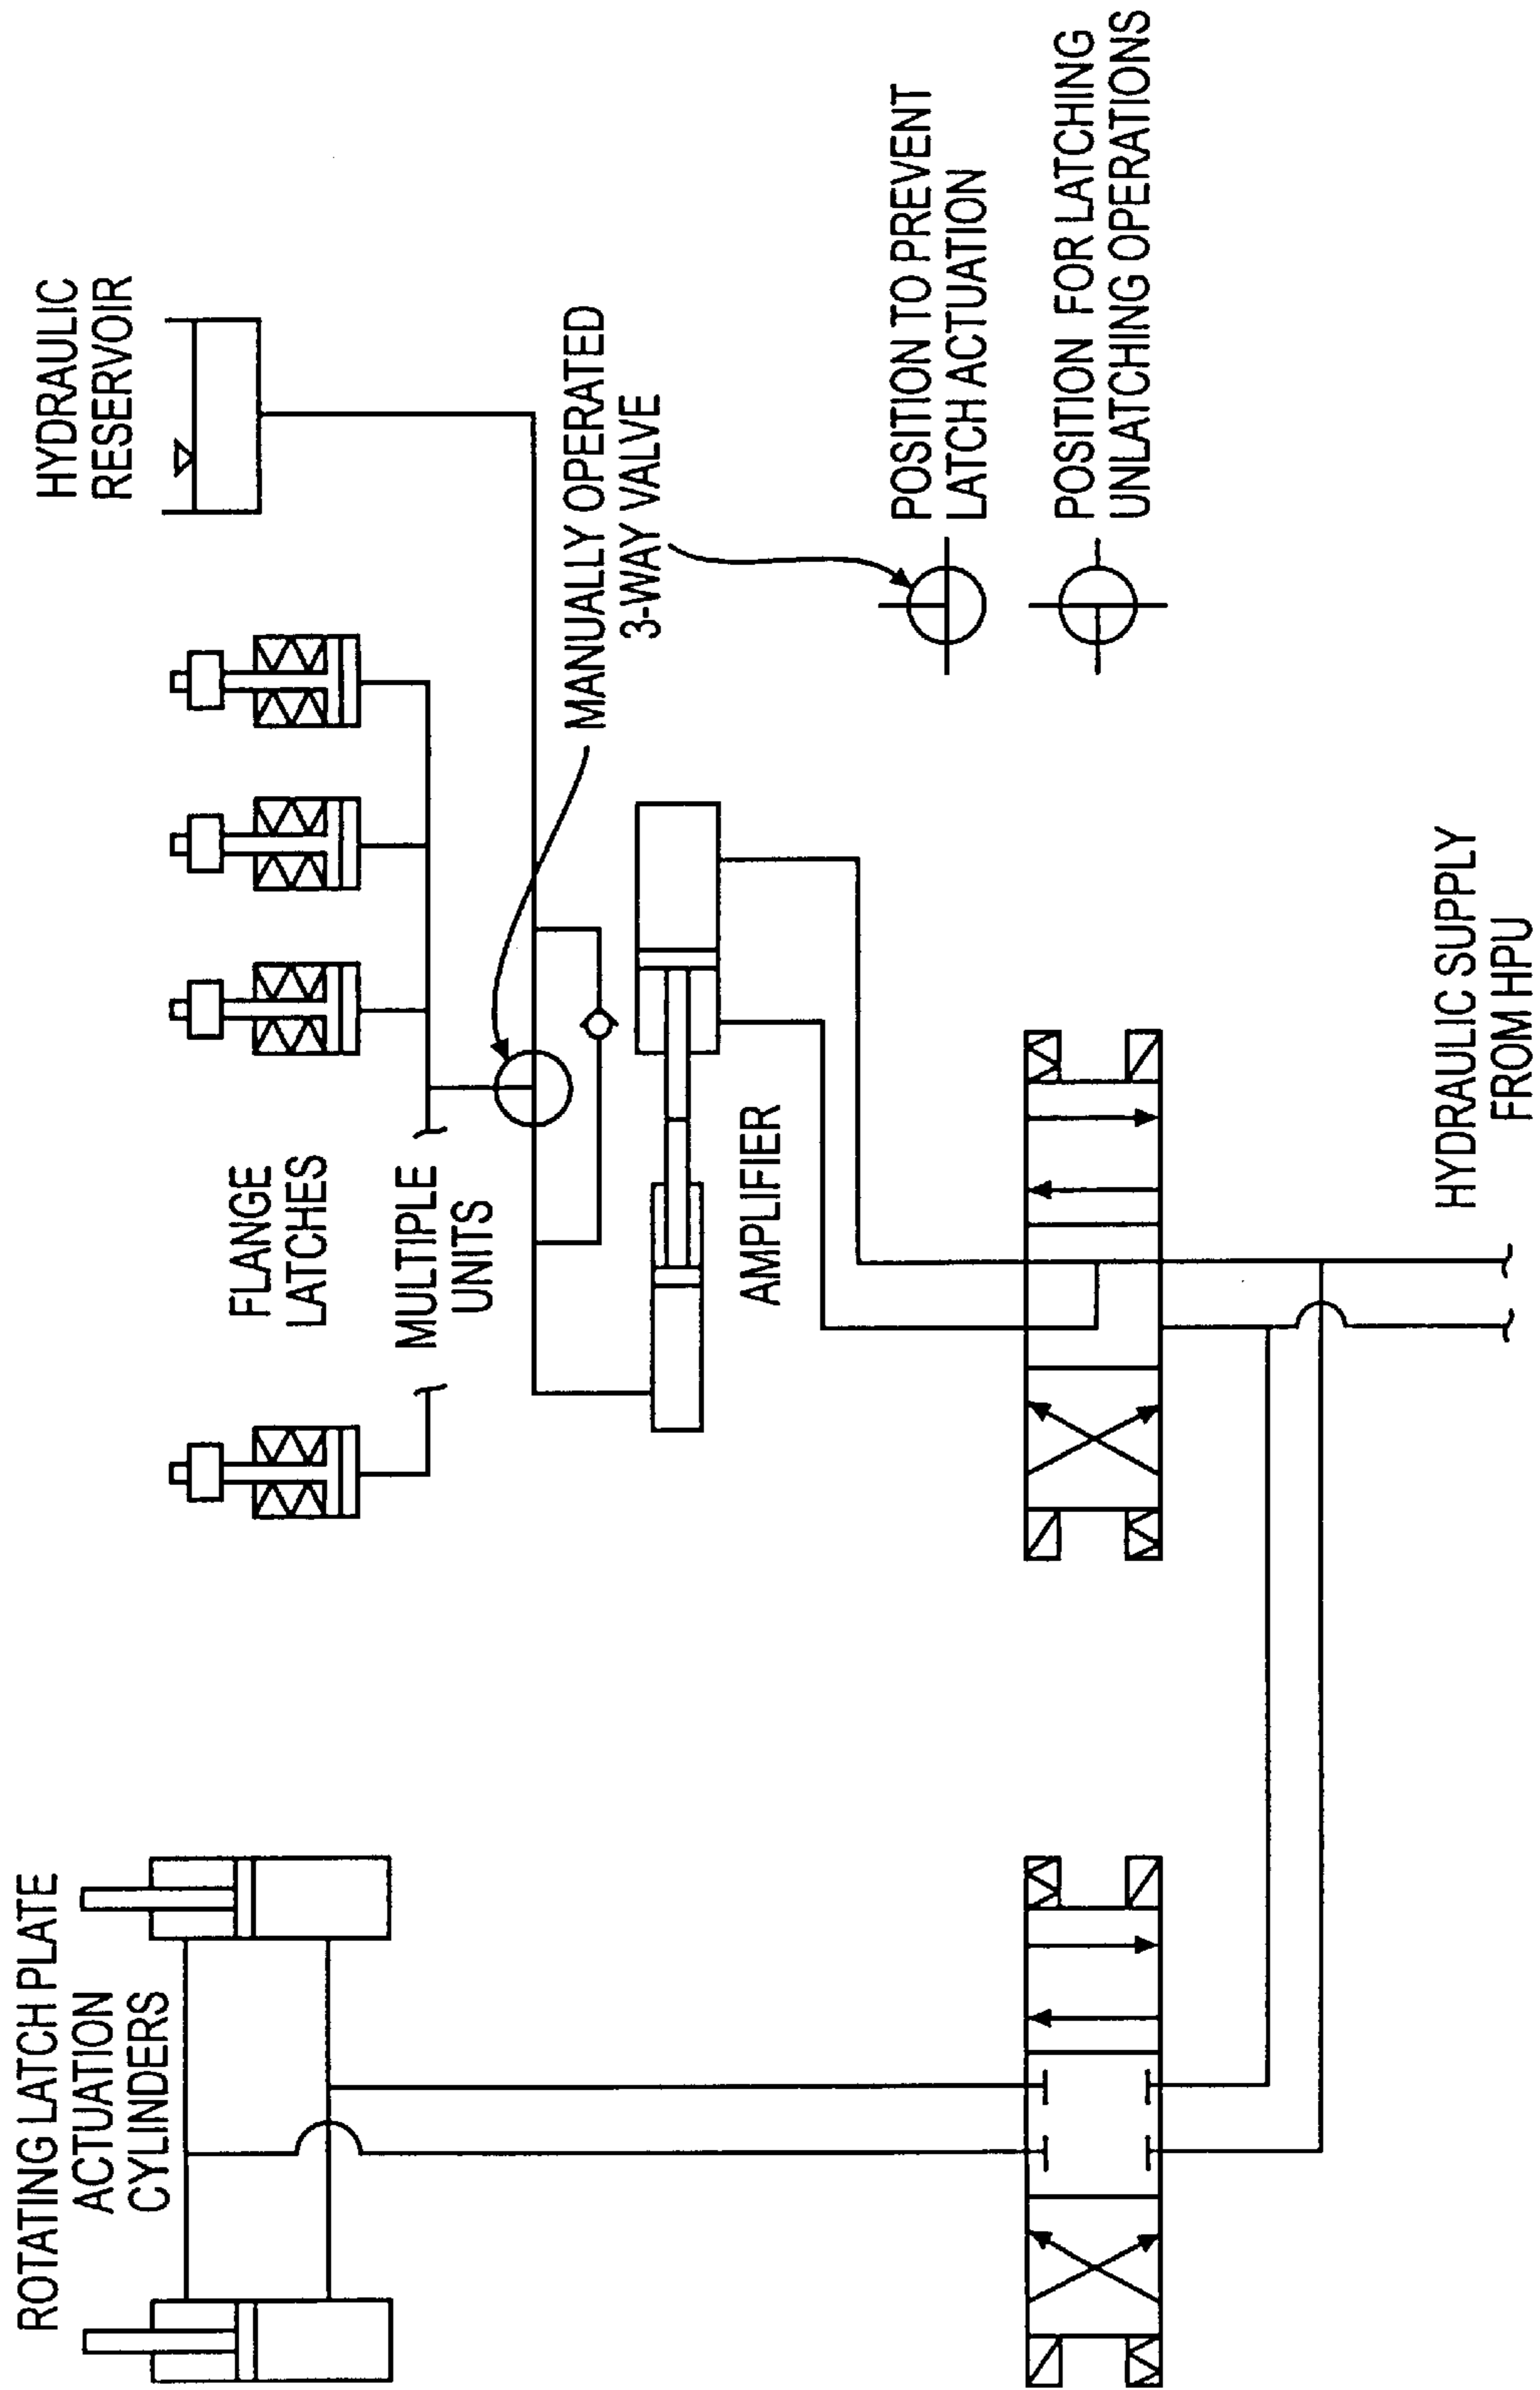 ROTATING LATCH PLATE
ACTUATION
CYLINDERS
FLANGE
LATCHES
MULTIPLE
UNITS
HYDRAULIC
RESERVOIR
MANUALLY OPERATED
3-WAY VALVE
AMPLIFIER
POSITION TO PREVENT
LATCH ACTUATION
POSITION FOR LATCHING
UNLATCHING OPERATIONS
HYDRAULIC SUPPLY
FROM HPU